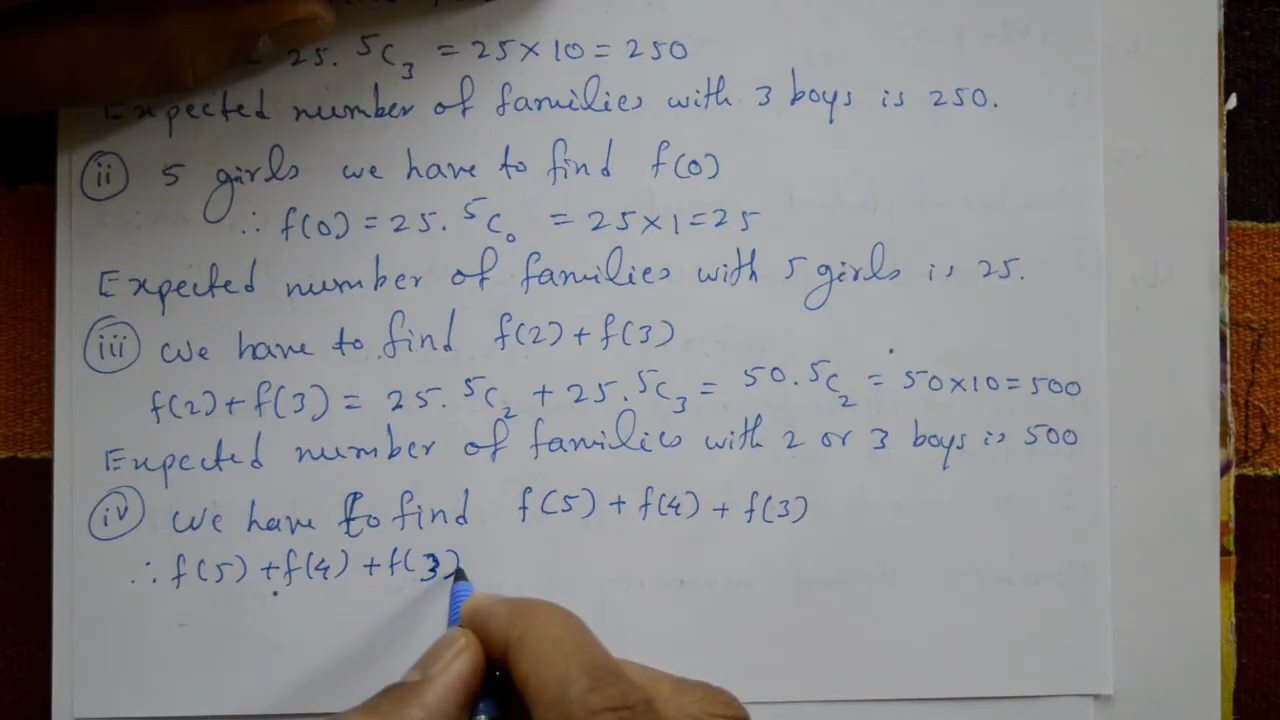 = 25. ⁵C₃ = 25 × 10 = 250
Expected number of families with 3 boys is 250.
(ii) 5 girls we have to find f(0)
∴ f(0) = 25. ⁵C₀ = 25 × 1 = 25
Expected number of families with 5 girls is 25.
(iii) we have to find f(2) + f(3)
f(2) + f(3) = 25. ⁵C₂ + 25. ⁵C₃ = 50. ⁵C₂ = 50 × 10 = 500
Expected number of families with 2 or 3 boys is 500
(iv) we have to find f(5) + f(4) + f(3)
∴ f(5) + f(4) + f(3)